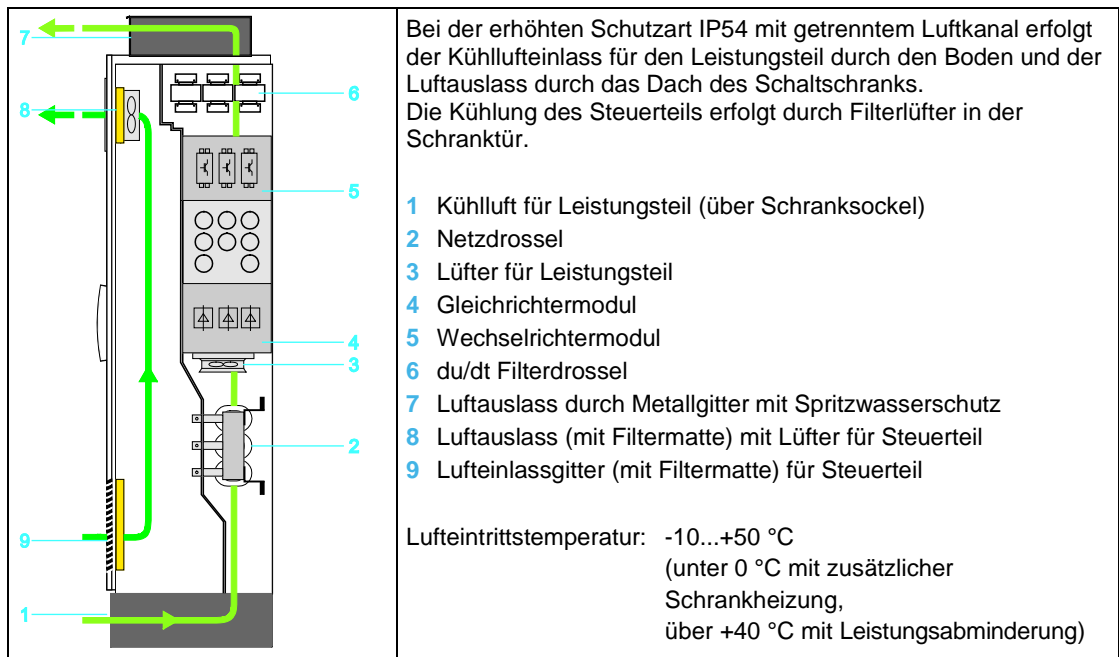 7
8
6
5
4
3
2
9
1
Bei der erhöhten Schutzart IP54 mit getrenntem Luftkanal erfolgt
der Kühllufteinlass für den Leistungsteil durch den Boden und der
Luftauslass durch das Dach des Schaltschranks.
Die Kühlung des Steuerteils erfolgt durch Filterlüfter in der
Schranktür.
1 Kühlluft für Leistungsteil (über Schranksockel)
2 Netzdrossel
3 Lüfter für Leistungsteil
4 Gleichrichtermodul
5 Wechselrichtermodul
6 du/dt Filterdrossel
7 Luftauslass durch Metallgitter mit Spritzwasserschutz
8 Luftauslass (mit Filtermatte) mit Lüfter für Steuerteil
9 Lufteinlassgitter (mit Filtermatte) für Steuerteil
Lufteintrittstemperatur: -10...+50 °C
(unter 0 °C mit zusätzlicher
Schrankheizung,
über +40 °C mit Leistungsabminderung)